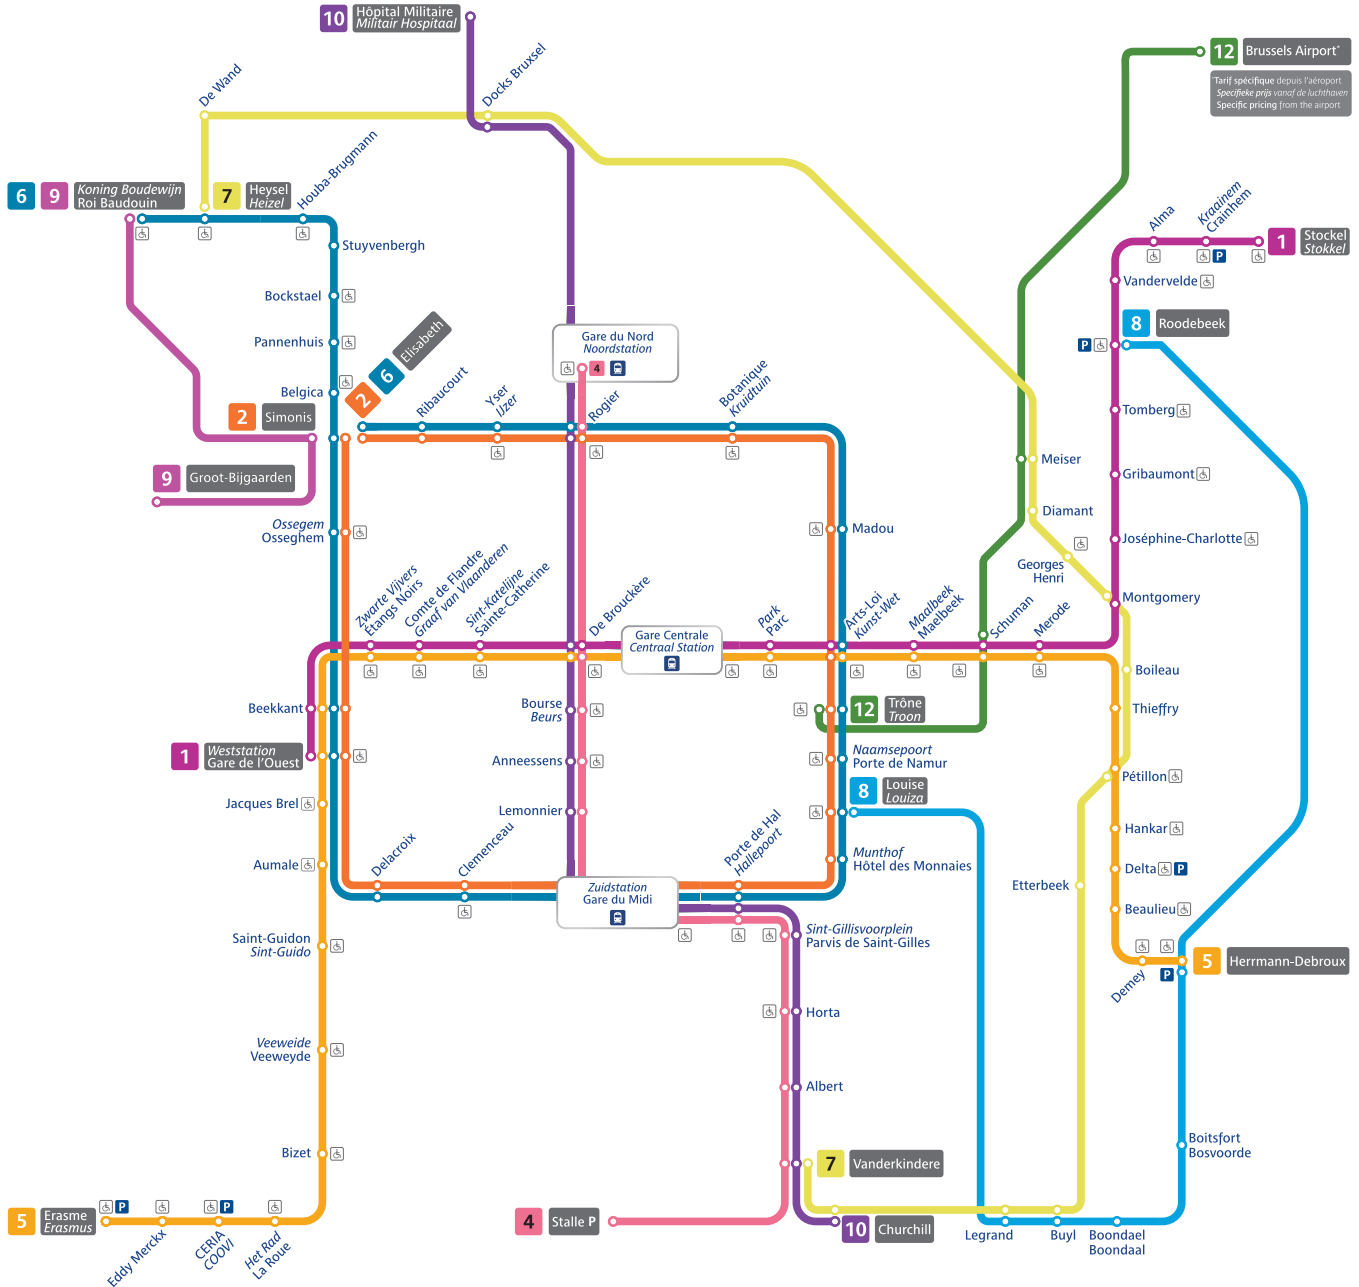 10
Hôpital Militaire
Militair Hospitaal
12
Brussels Airport*
*Tarif spécifique depuis l'aéroport
Specifieke prijs vanaf de luchthaven
Specific pricing from the airport
De Wand
Docks Bruxsel
Houba-Brugmann
6
9
Koning Boudewijn
Roi Baudouin
7
Heysel
Heizel
Alma
Kraainem
Crainhem
P
1
Stockel
Stokkel
Stuyvenbergh
Vandervelde
Bockstael
8
Roodebeek
P
Pannenhuis
Gare du Nord
Noordstation
4
2
6
Elisabeth
Belgica
Ribaucourt
Yser
IJzer
Rogier
Botanique
Kruidtuin
2
Simonis
Tomberg
9
Groot-Bijgaarden
Meiser
Gribaumont
Diamant
Ossegem
Osseghem
Madou
Joséphine-Charlotte
Georges
Henri
Montgomery
Zwarte Vijvers
Étangs Noirs
Comte de Flandre
Graaf van Vlaanderen
Sint-Katelijne
Sainte-Catherine
De Brouckère
Gare Centrale
Centraal Station
Park
Parc
Arts-Loi
Kunst-Wet
Maalbeek
Maelbeek
Schuman
Merode
Boileau
Beekkant
Bourse
Beurs
12
Trône
Troon
Thieffry
1
Weststation
Gare de l'Ouest
Anneessens
Naamsepoort
Porte de Namur
Pétillon
Jacques Brel
Lemonnier
8
Louise
Louiza
Hankar
Aumale
Delacroix
Clemenceau
Porte de Hal
Hallepoort
Munthof
Hôtel des Monnaies
Delta
P
Etterbeek
Zuidstation
Gare du Midi
Beaulieu
Saint-Guidon
Sint-Guido
Sint-Gillisvoorplein
Parvis de Saint-Gilles
Demey
P
5
Herrmann-Debroux
Horta
Veeweide
Veeweyde
Albert
Bizet
7
Vanderkindere
Boitsfort
Bosvoorde
5
Erasme
Erasmus
P
Eddy Merckx
P
CERIA
COOVI
Het Rad
La Roue
4
Stalle P
10
Churchill
Legrand
Buyl
Boondael
Boondaal